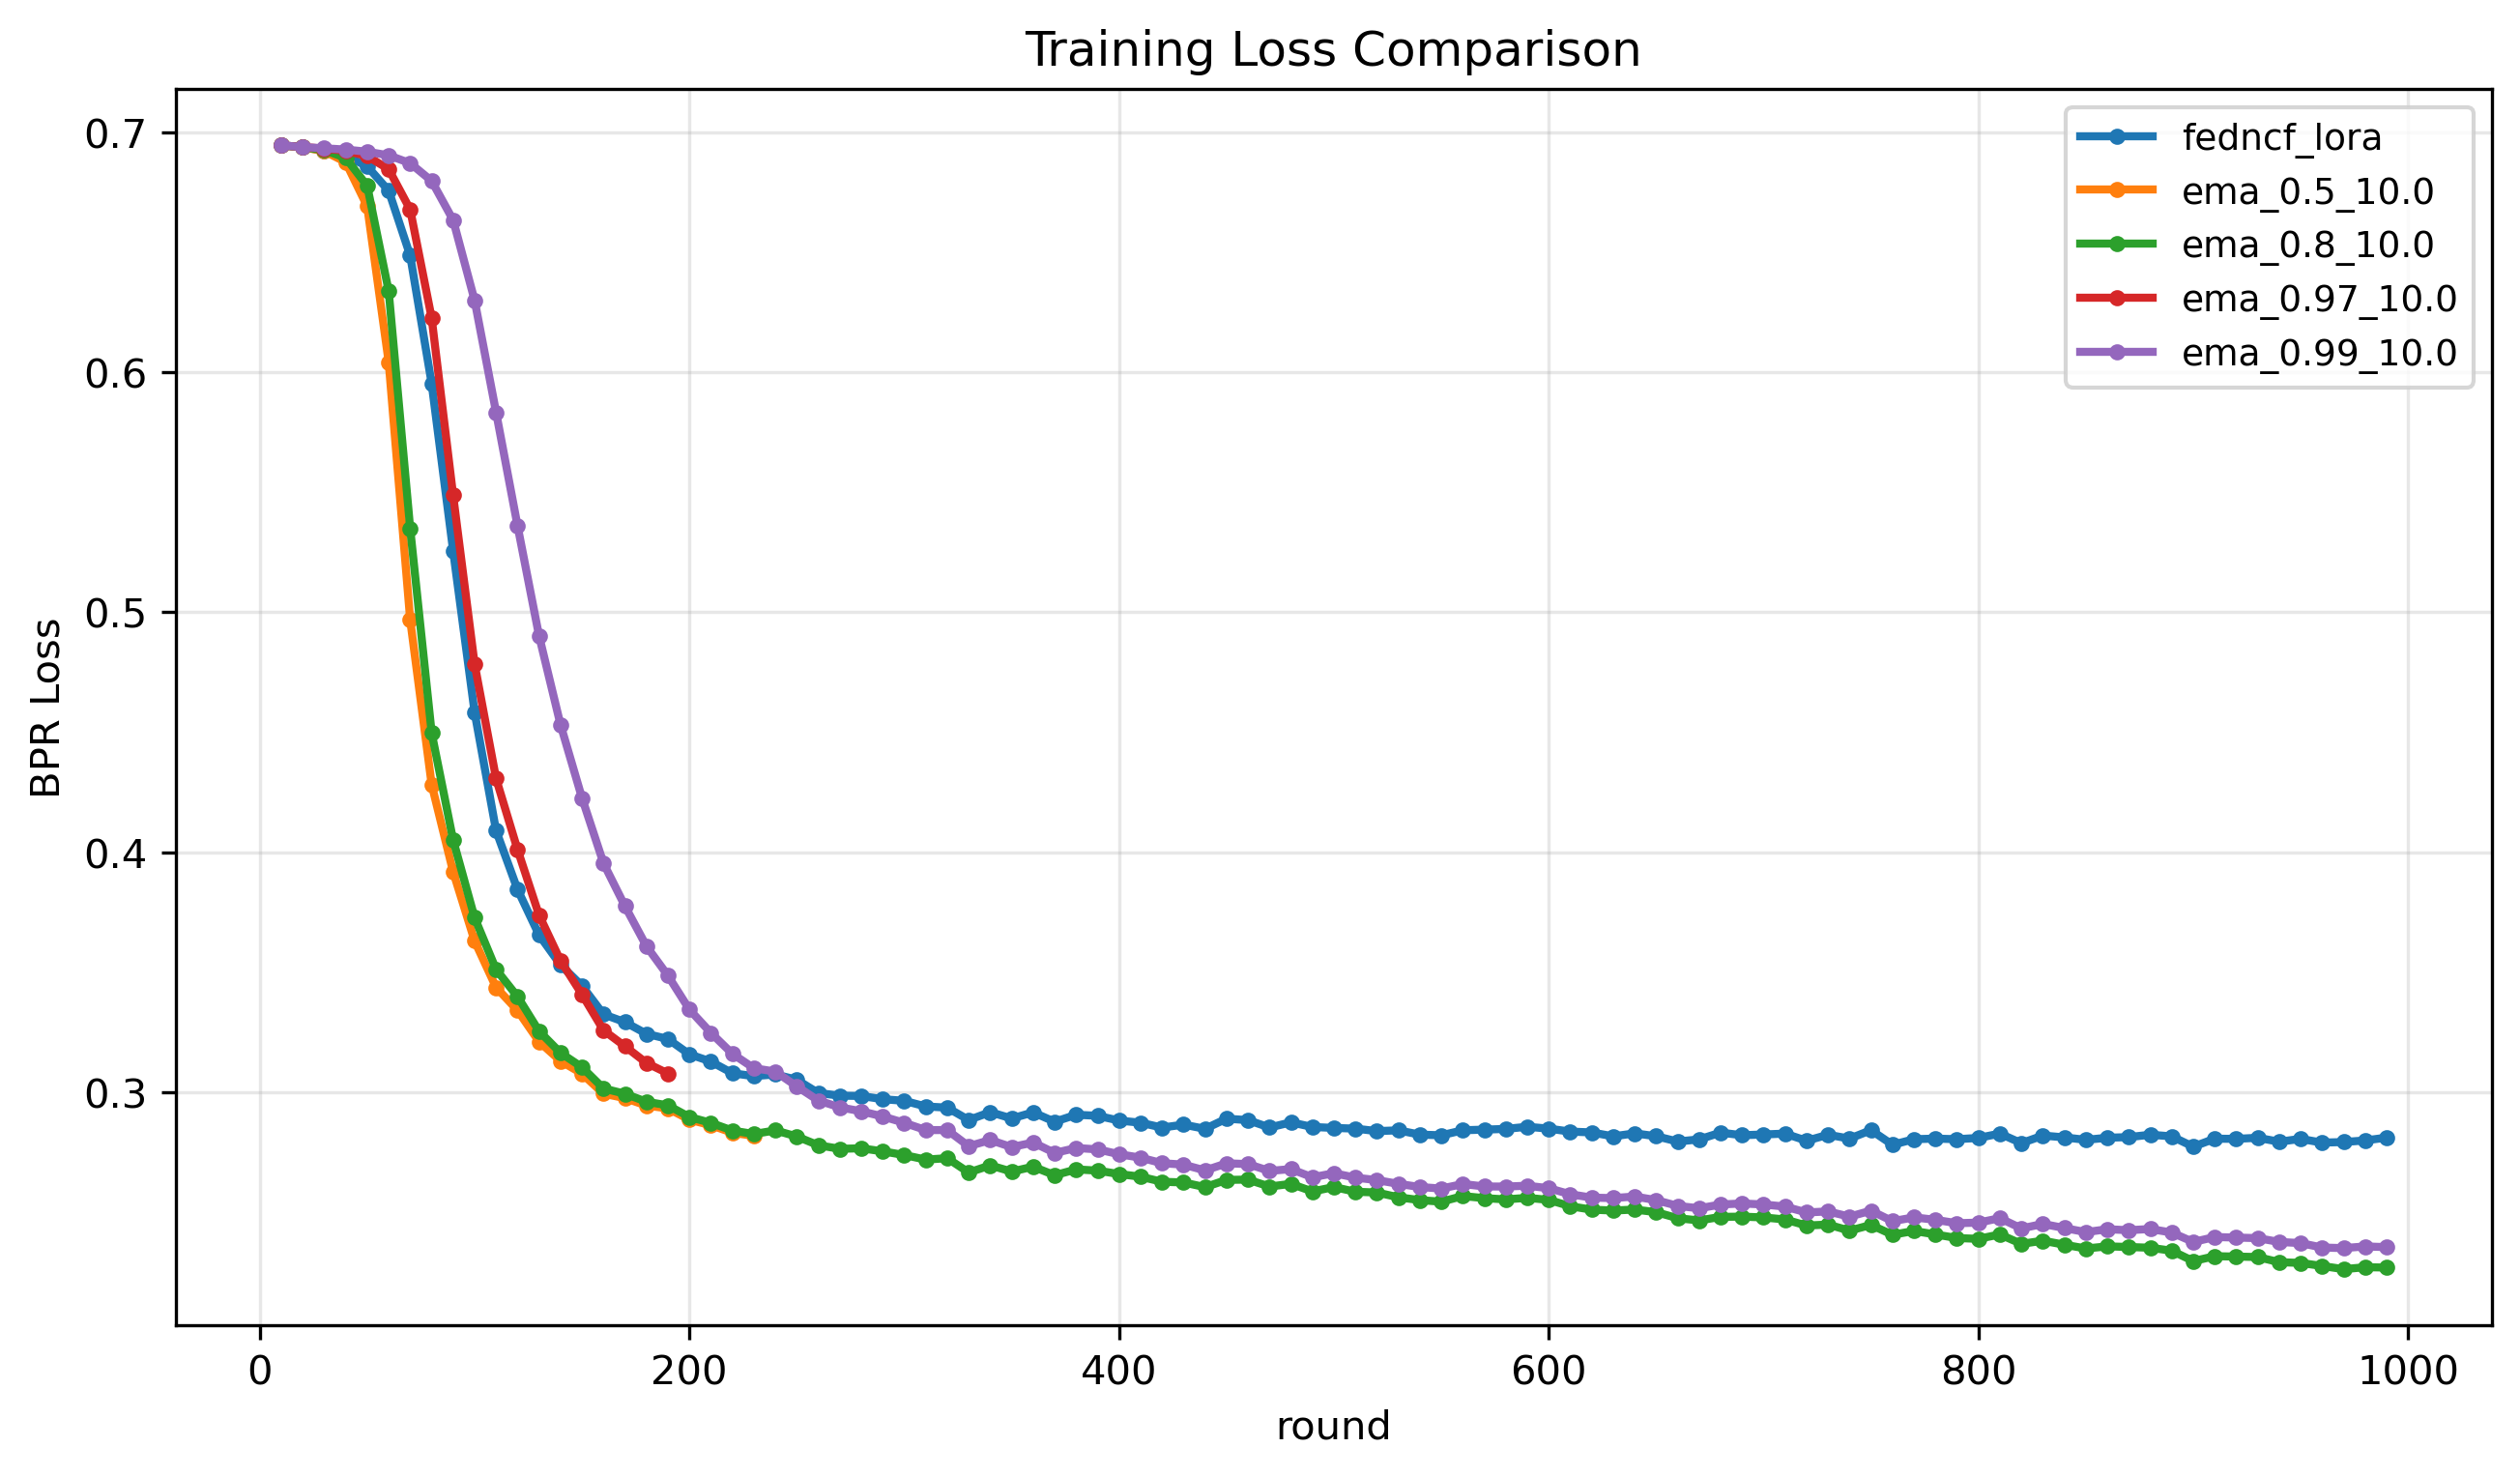 Training Loss Comparison
fedncf_lora
ema_0.5_10.0
ema_0.8_10.0
ema_0.97_10.0
ema_0.99_10.0
BPR Loss
0.7
0.6
0.5
0.4
0.3
0 200 400 600 800 1000
round